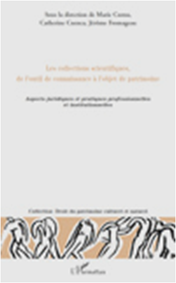 Sous la direction de Marie Cornu,
Catherine Cuenca, Jérôme Fromageau
Les collections scientifiques,
de l'outil de connaissance à l'objet de patrimoine
Aspects juridiques et pratiques professionnelles
et institutionnelles
Collection Droit du patrimoine culturel et naturel
L'Harmattan